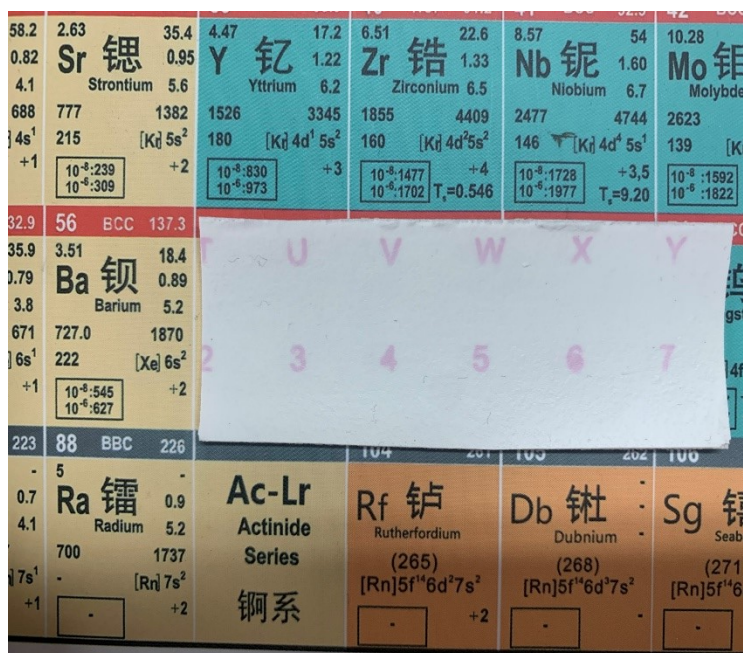 58.2
0.82
4.1
688
4s¹
+1
2.63 35.4
Sr 锶 0.95
Strontium 5.6
777 1382
215 [Kr] 5s²
10⁻⁸:239 +2
10⁻⁶:309
4.47 17.2
Y 钇 1.22
Yttrium 6.2
1526 3345
180 [Kr] 4d¹ 5s²
10⁻⁸:830 +3
10⁻⁶:973
6.51 22.6
Zr 锆 1.33
Zirconium 6.5
1855 4409
160 [Kr] 4d²5s²
10⁻⁸:1477 +4
10⁻⁶:1702 Tₛ=0.546
8.57 54
Nb 铌 1.60
Niobium 6.7
2477 4744
146 [Kr] 4d⁴ 5s¹
10⁻⁸:1728 +3,5
10⁻⁶:1977 Tₛ=9.20
10.28
Mo
2623
139
10⁻⁸:1592
10⁻⁶:1822
32.9
35.9
0.79
3.8
671
6s¹
+1
56 BCC 137.3
3.51 18.4
Ba 钡 0.89
Barium 5.2
727.0 1870
222 [Xe] 6s²
10⁻⁸:545 +2
10⁻⁶:627
T U V W X Y
2 3 4 5 6 7
223
-
0.7
4.1
7s¹
+1
88 BBC 226
5 -
Ra 镭 0.9
Radium 5.2
700 1737
- [Rn] 7s²
- +2
Ac-Lr
Actinide
Series
锕系
104 261
Rf 𬬻
Rutherfordium
(265)
[Rn]5f¹⁴6d²7s²
- +2
105 262
Db 𬭊
Dubnium
(268)
[Rn]5f¹⁴6d³7s²
-
106
Sg
(271
[Rn]5f¹⁴6
-